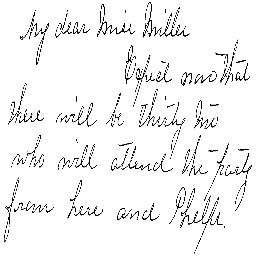 My dear Miss Miller
Expect now that
there will be thirty two
who will attend the party
from here and Shelle.